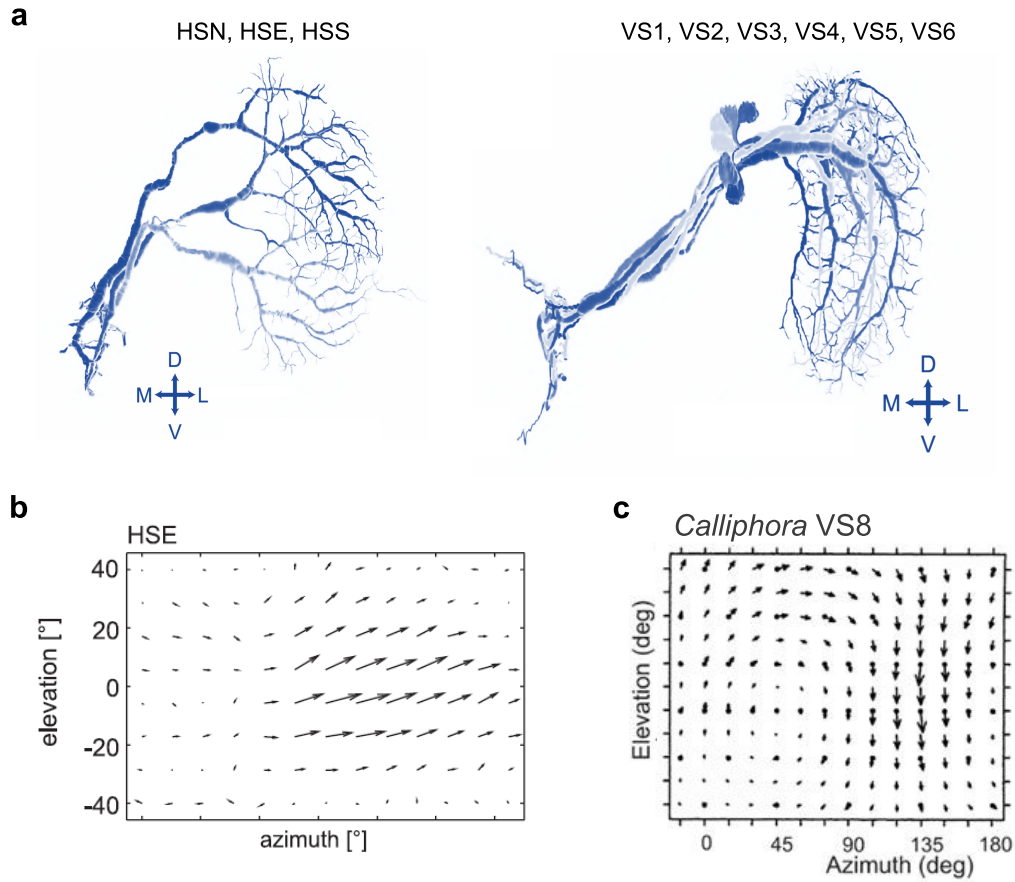 a
HSN, HSE, HSS
VS1, VS2, VS3, VS4, VS5, VS6
D
M L
V
D
M L
V
b
HSE
elevation [°]
40
20
0
-20
-40
azimuth [°]
c
Calliphora VS8
Elevation (deg)
0 45 90 135 180
Azimuth (deg)